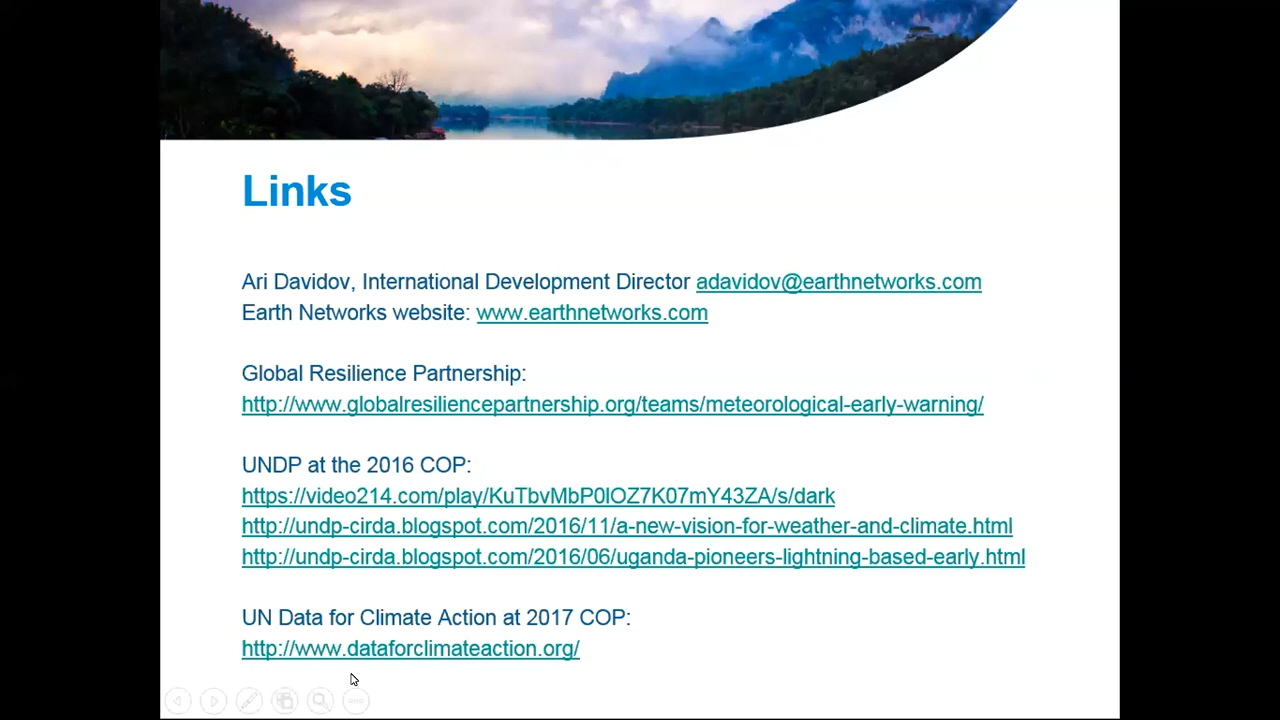 Links
Ari Davidov, International Development Director adavidov@earthnetworks.com
Earth Networks website: www.earthnetworks.com
Global Resilience Partnership:
http://www.globalresiliencepartnership.org/teams/meteorological-early-warning/
UNDP at the 2016 COP:
https://video214.com/play/KuTbvMbP0lOZ7K07mY43ZA/s/dark
http://undp-cirda.blogspot.com/2016/11/a-new-vision-for-weather-and-climate.html
http://undp-cirda.blogspot.com/2016/06/uganda-pioneers-lightning-based-early.html
UN Data for Climate Action at 2017 COP:
http://www.dataforclimateaction.org/